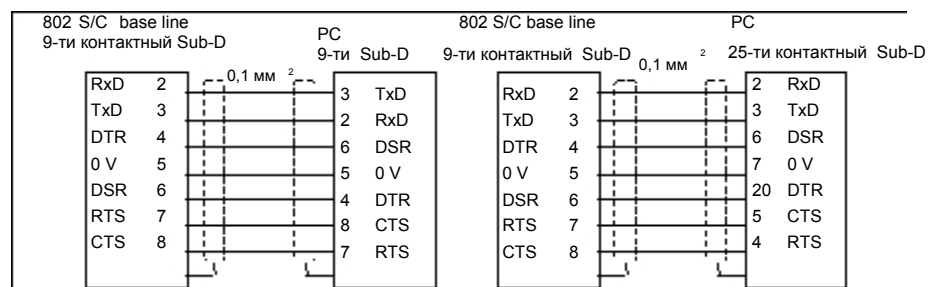 802 S/C base line
9-ти контактный Sub-D
PC
9-ти Sub-D
0,1 мм 2
RxD 2
TxD 3
DTR 4
0 V 5
DSR 6
RTS 7
CTS 8
3 TxD
2 RxD
6 DSR
5 0 V
4 DTR
8 CTS
7 RTS
802 S/C base line
9-ти контактный Sub-D
PC
25-ти контактный Sub-D
0,1 мм 2
RxD 2
TxD 3
DTR 4
0 V 5
DSR 6
RTS 7
CTS 8
2 RxD
3 TxD
6 DSR
7 0 V
20 DTR
5 CTS
4 RTS